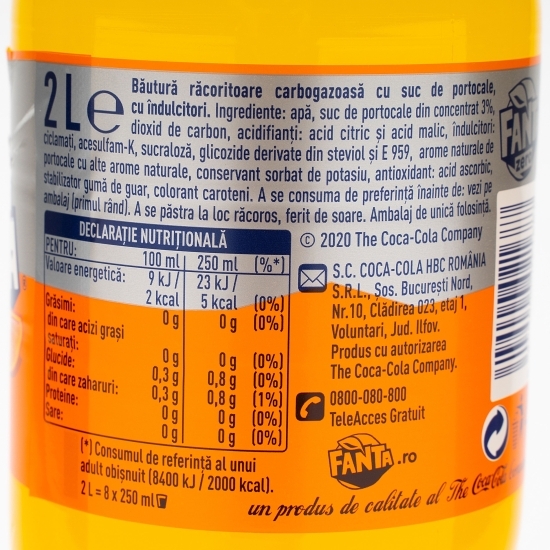 2L℮
Băutură răcoritoare carbogazoasă cu suc de portocale,
cu îndulcitori. Ingrediente: apă, suc de portocale din concentrat 3%,
dioxid de carbon, acidifianți: acid citric și acid malic, îndulcitori:
ciclamați, acesulfam-K, sucraloză, glicozide derivate din steviol și E 959, arome naturale de
portocale cu alte arome naturale, conservant sorbat de potasiu, antioxidant: acid ascorbic,
stabilizator gumă de guar, colorant caroteni. A se consuma de preferință înainte de: vezi pe
ambalaj (primul rând). A se păstra la loc răcoros, ferit de soare. Ambalaj de unică folosință.
DECLARAȚIE NUTRIȚIONALĂ
PENTRU: 100 ml 250 ml (%*)
Valoare energetică: 9 kJ / 23 kJ /
2 kcal 5 kcal (0%)
Grăsimi: 0 g 0 g (0%)
din care acizi grași
saturați: 0 g 0 g (0%)
Glucide: 0,3 g 0,8 g (0%)
din care zaharuri: 0,3 g 0,8 g (1%)
Proteine: 0 g 0 g (0%)
Sare: 0 g 0 g (0%)
(*) Consumul de referință al unui
adult obișnuit (8400 kJ / 2000 kcal).
2 L = 8 x 250 ml
© 2020 The Coca-Cola Company
S.C. COCA-COLA HBC ROMÂNIA
S.R.L., Șos. București Nord,
Nr.10, Clădirea 023, etaj 1,
Voluntari, Jud. Ilfov.
Produs cu autorizarea
The Coca-Cola Company.
0800-080-800
TeleAcces Gratuit
FANTA.ro
un produs de calitate al The Coca-Cola
FANTA